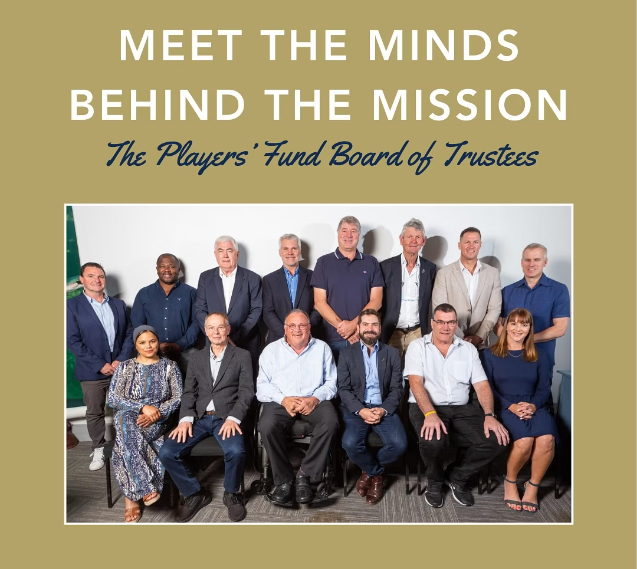 MEET THE MINDS
BEHIND THE MISSION
The Players' Fund Board of Trustees